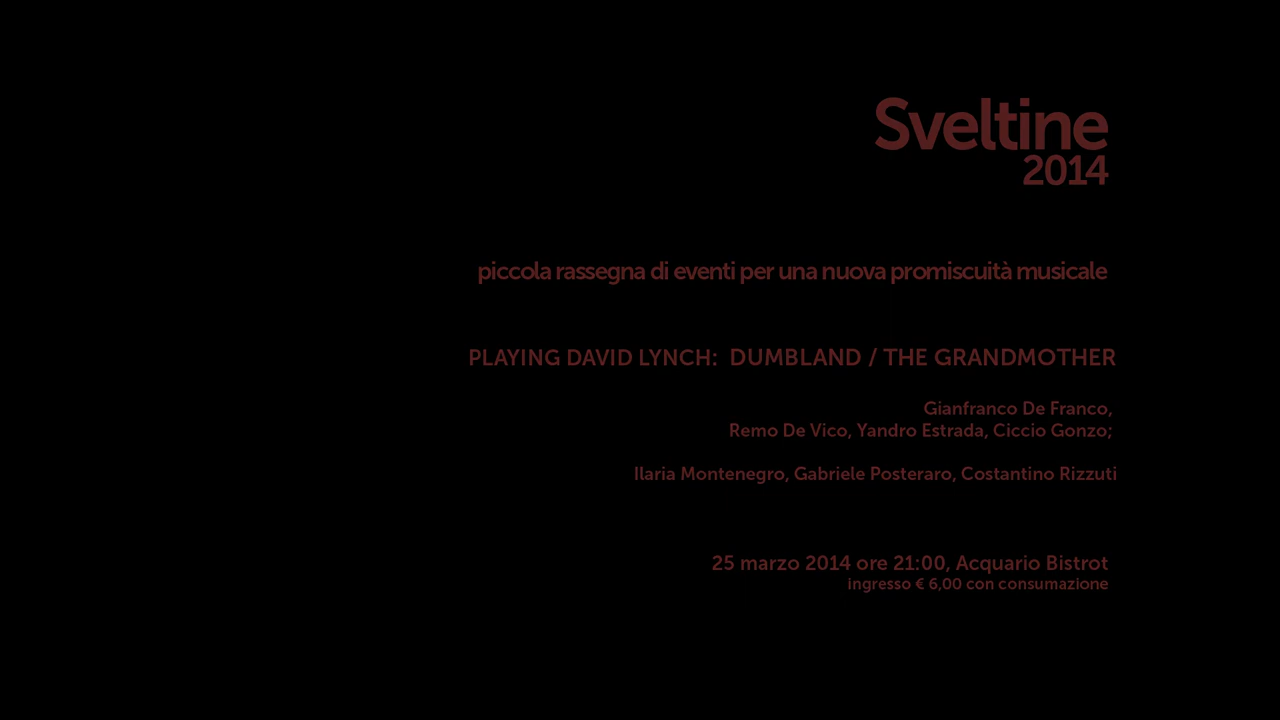 Sveltine
2014
piccola rassegna di eventi per una nuova promiscuità musicale
PLAYING DAVID LYNCH: DUMBLAND / THE GRANDMOTHER
Gianfranco De Franco,
Remo De Vico, Yandro Estrada, Ciccio Gonzo;
Ilaria Montenegro, Gabriele Posteraro, Costantino Rizzuti
25 marzo 2014 ore 21:00, Acquario Bistrot
ingresso € 6,00 con consumazione